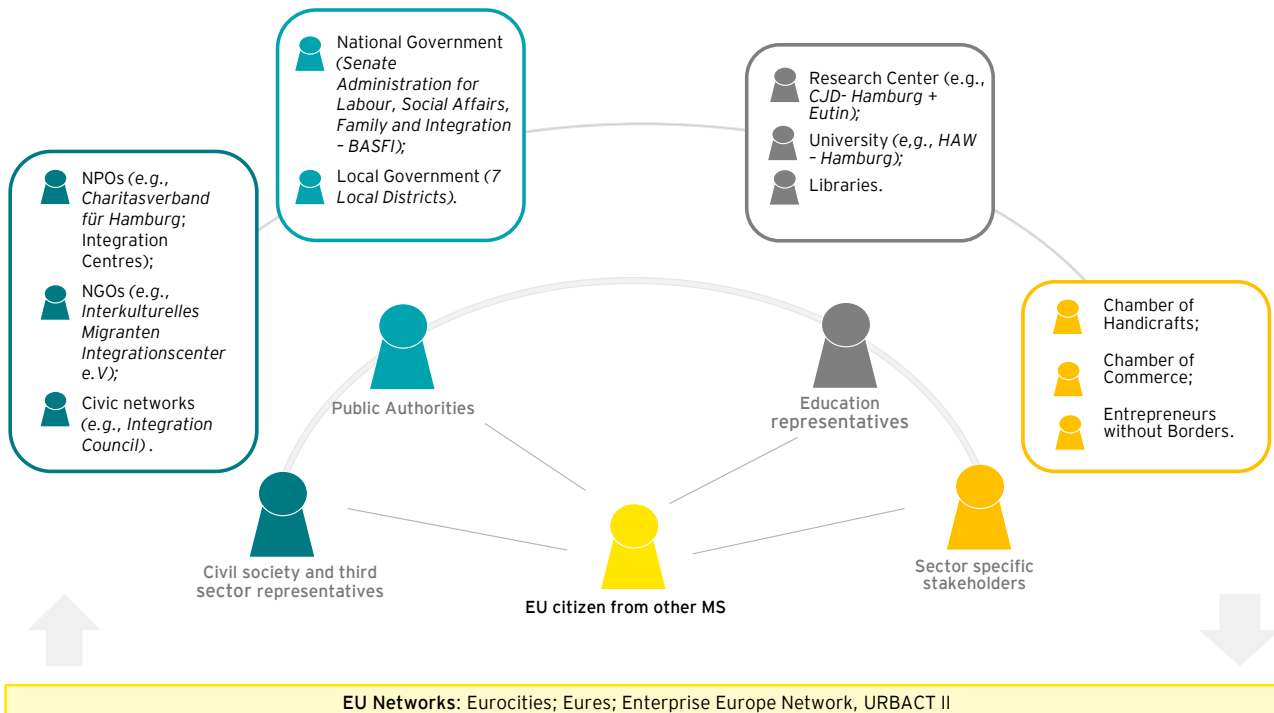 National Government
(Senate
Administration for
Labour, Social Affairs,
Family and Integration
– BASFI);
Local Government (7
Local Districts).
Research Center (e.g.,
CJD- Hamburg +
Eutin);
University (e,g., HAW
– Hamburg);
Libraries.
NPOs (e.g.,
Charitasverband
für Hamburg;
Integration
Centres);
NGOs (e.g.,
Interkulturelles
Migranten
Integrationscenter
e.V);
Civic networks
(e.g., Integration
Council) .
Chamber of
Handicrafts;
Chamber of
Commerce;
Entrepreneurs
without Borders.
Public Authorities
Education
representatives
Civil society and third
sector representatives
Sector specific
stakeholders
EU citizen from other MS
EU Networks: Eurocities; Eures; Enterprise Europe Network, URBACT II